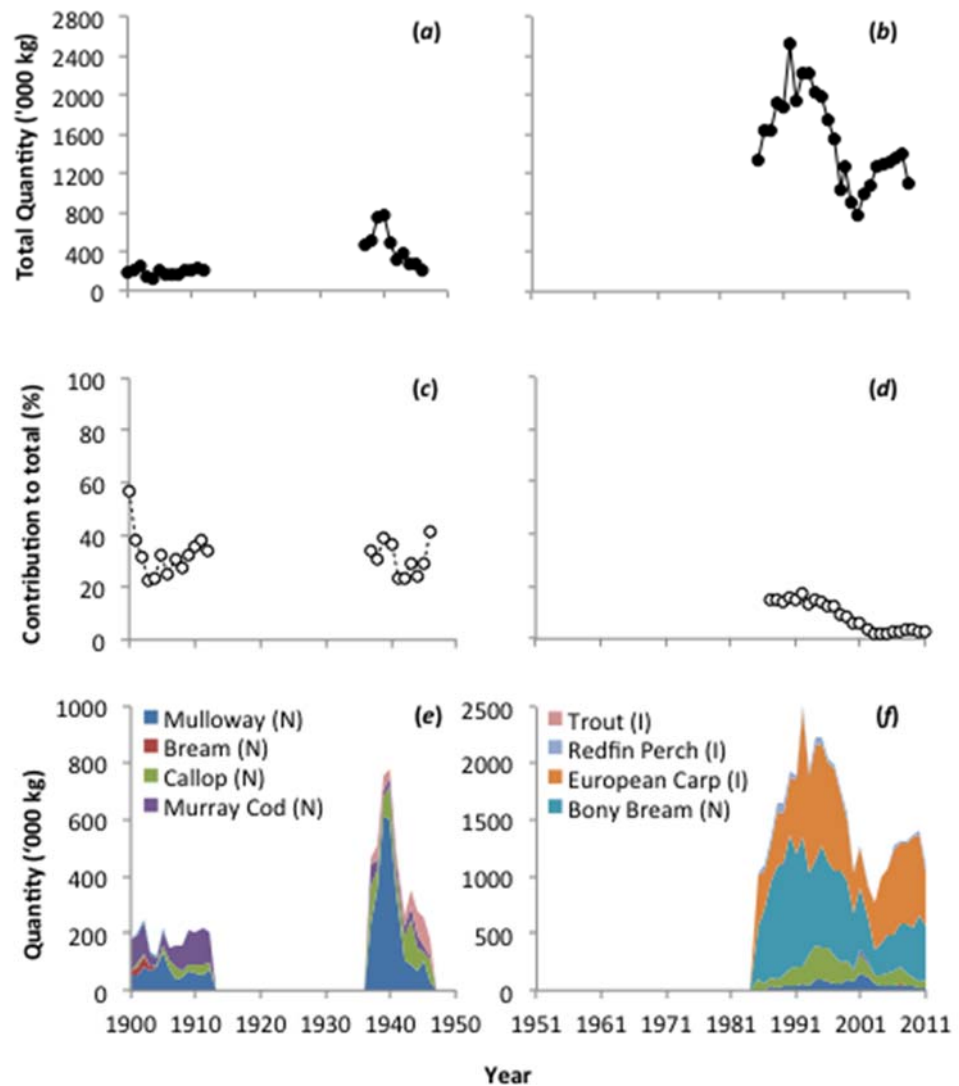 Total Quantity ('000 kg)
2800
2400
2000
1600
1200
800
400
0
(a)
(b)
Contribution to total (%)
100
80
60
40
20
0
(c)
(d)
Quantity ('000 kg)
1000
800
600
400
200
0
Mulloway (N)
Bream (N)
Callop (N)
Murray Cod (N)
(e)
2500
2000
1500
1000
500
0
Trout (I)
Redfin Perch (I)
European Carp (I)
Bony Bream (N)
(f)
1900 1910 1920 1930 1940 1950
1951 1961 1971 1981 1991 2001 2011
Year